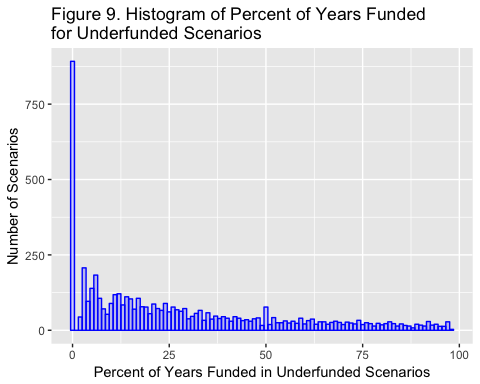 Figure 9. Histogram of Percent of Years Funded
for Underfunded Scenarios
Number of Scenarios
750
500
250
0
0 25 50 75 100
Percent of Years Funded in Underfunded Scenarios